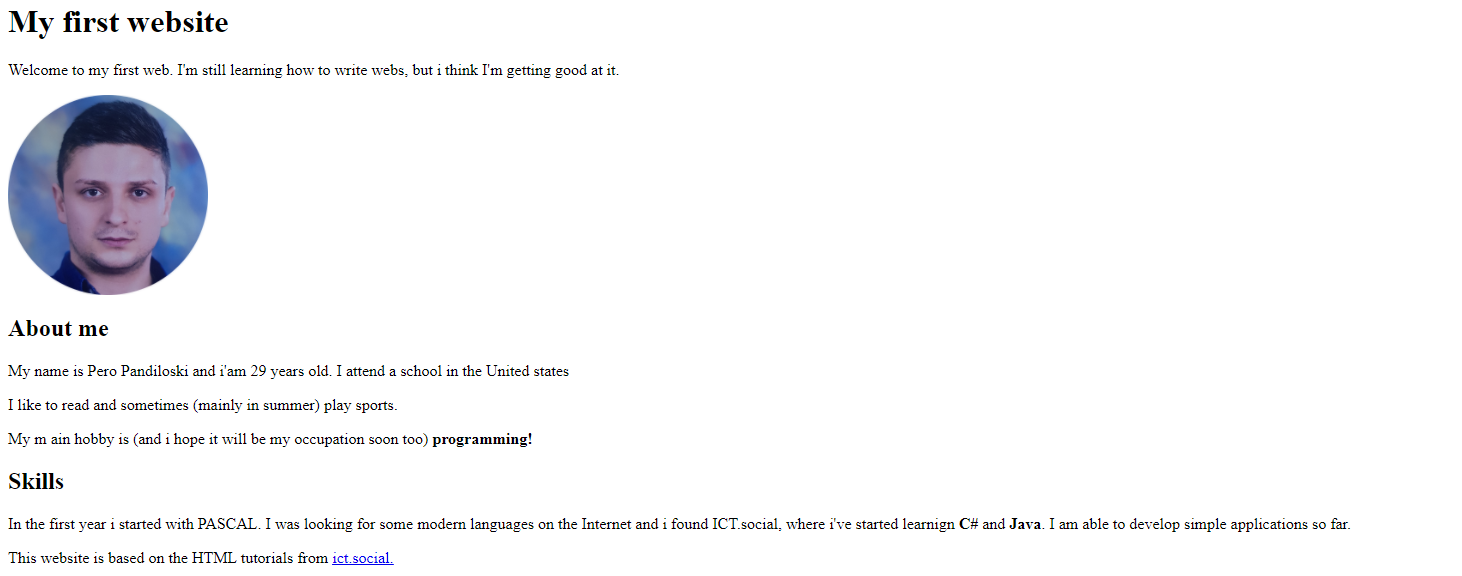 My first website
Welcome to my first web. I'm still learning how to write webs, but i think I'm getting good at it.
About me
My name is Pero Pandiloski and i'am 29 years old. I attend a school in the United states
I like to read and sometimes (mainly in summer) play sports.
My m ain hobby is (and i hope it will be my occupation soon too) programming!
Skills
In the first year i started with PASCAL. I was looking for some modern languages on the Internet and i found ICT.social, where i've started learnign C# and Java. I am able to develop simple applications so far.
This website is based on the HTML tutorials from ict.social.